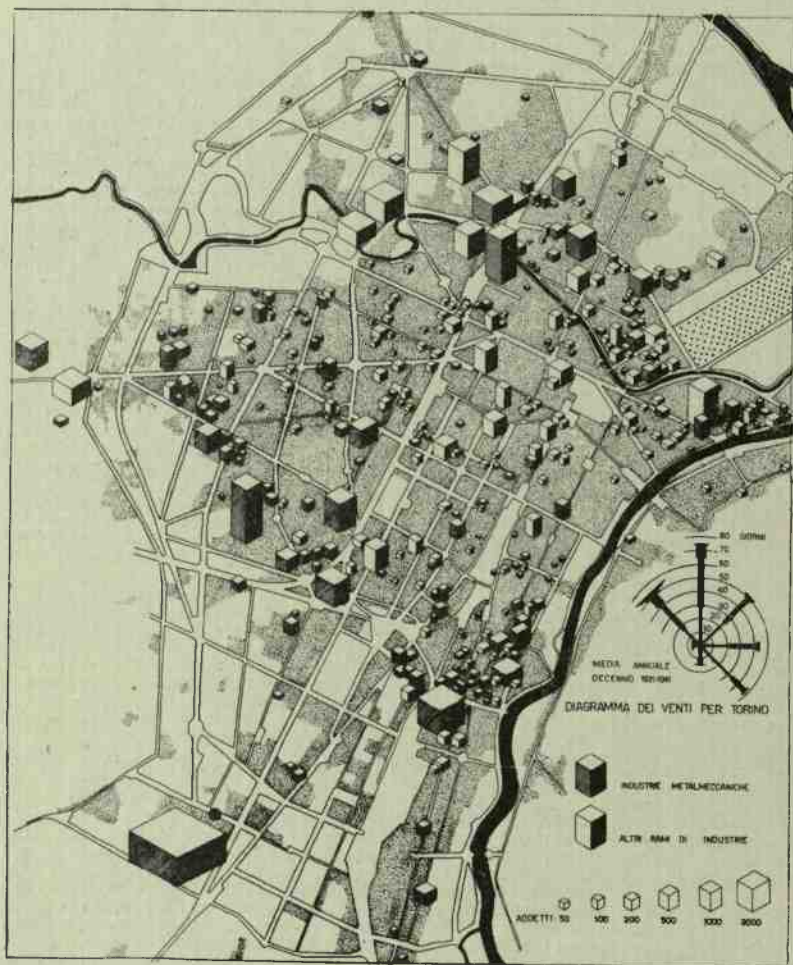 80 GIORNI
70
60
50
40
MEDIA ANNUALE
DECENNIO 1931-1941
DIAGRAMMA DEI VENTI PER TORINO
INDUSTRIE METALMECCANICHE
ALTRI RAMI DI INDUSTRIE
ADDETTI: 50 100 200 500 1000 3000